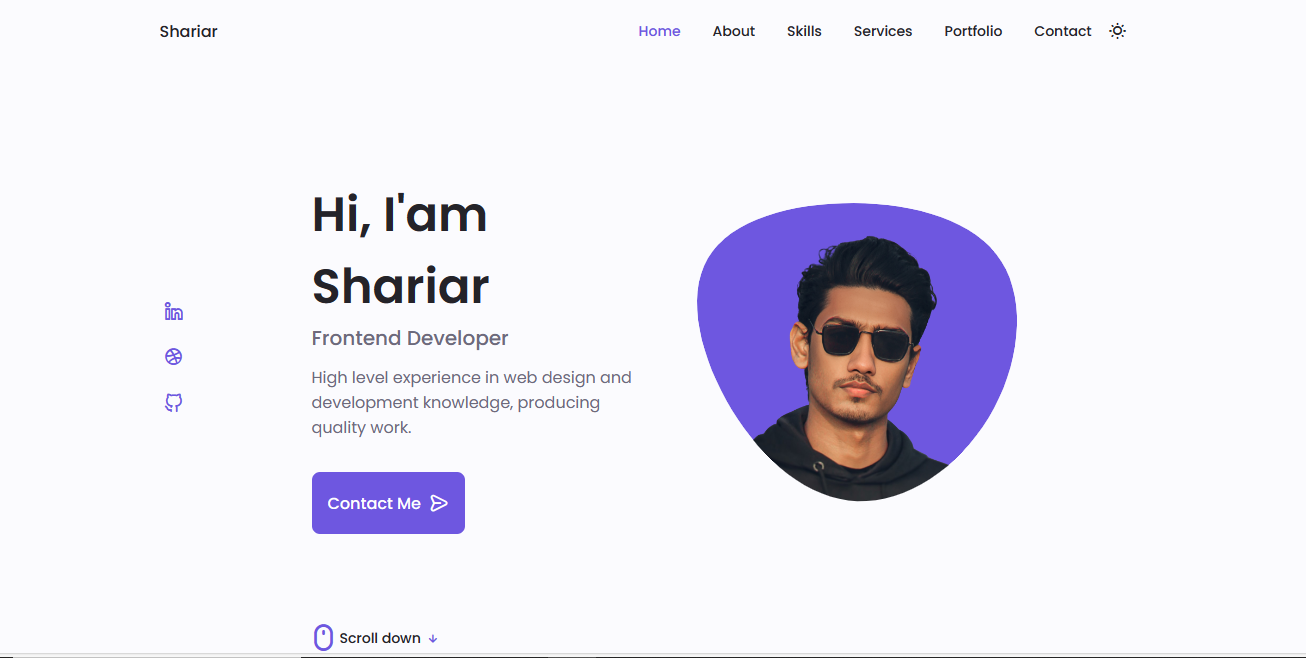 Shariar
Home About Skills Services Portfolio Contact
Hi, I'am
Shariar
Frontend Developer
High level experience in web design and
development knowledge, producing
quality work.
Contact Me
Scroll down